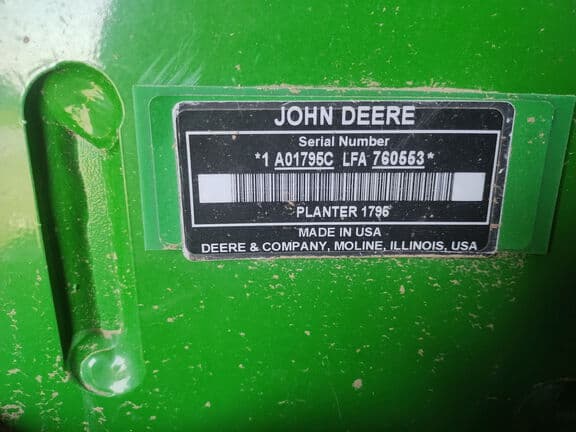 JOHN DEERE
Serial Number
*1 A01795C LFA 760553*
PLANTER 1795
MADE IN USA
DEERE & COMPANY, MOLINE, ILLINOIS, USA